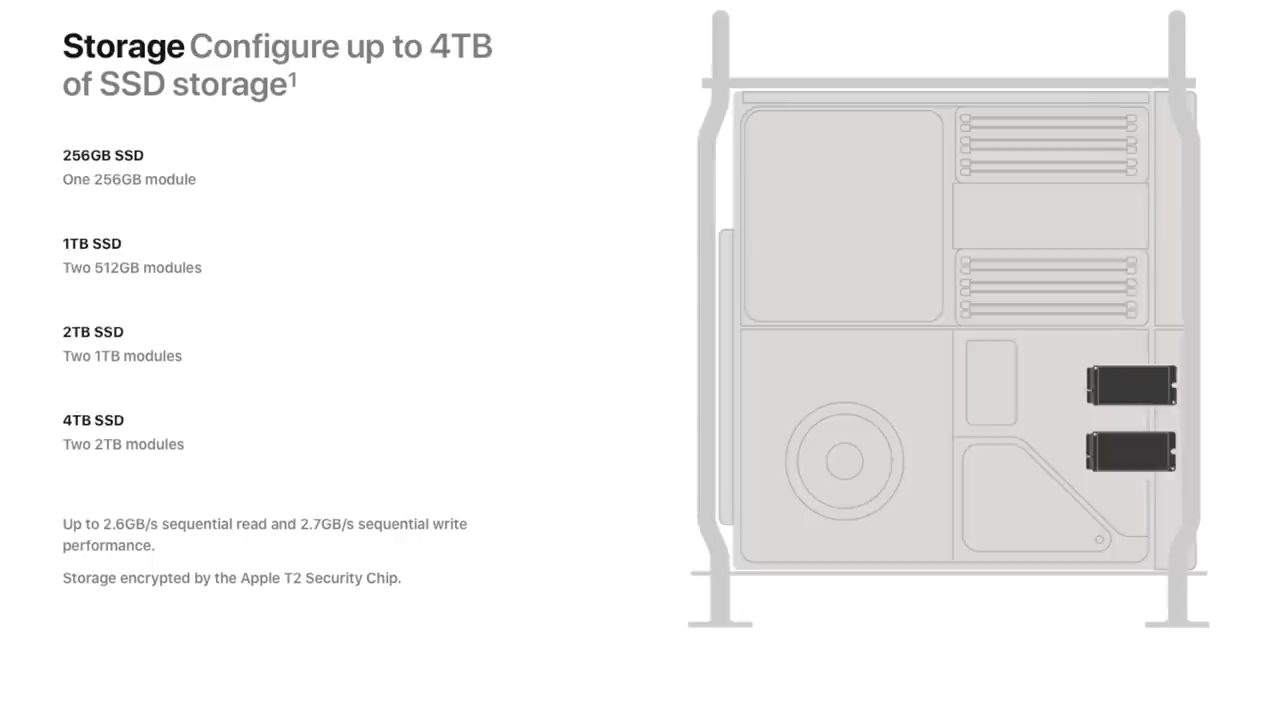 Storage Configure up to 4TB
of SSD storage¹
256GB SSD
One 256GB module
1TB SSD
Two 512GB modules
2TB SSD
Two 1TB modules
4TB SSD
Two 2TB modules
Up to 2.6GB/s sequential read and 2.7GB/s sequential write
performance.
Storage encrypted by the Apple T2 Security Chip.